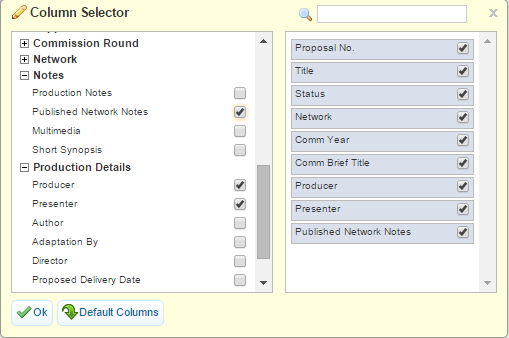 Column Selector
Commission Round
Network
Notes
Production Notes
Published Network Notes
Multimedia
Short Synopsis
Production Details
Producer
Presenter
Author
Adaptation By
Director
Proposed Delivery Date
Proposal No.
Title
Status
Network
Comm Year
Comm Brief Title
Producer
Presenter
Published Network Notes
Ok
Default Columns